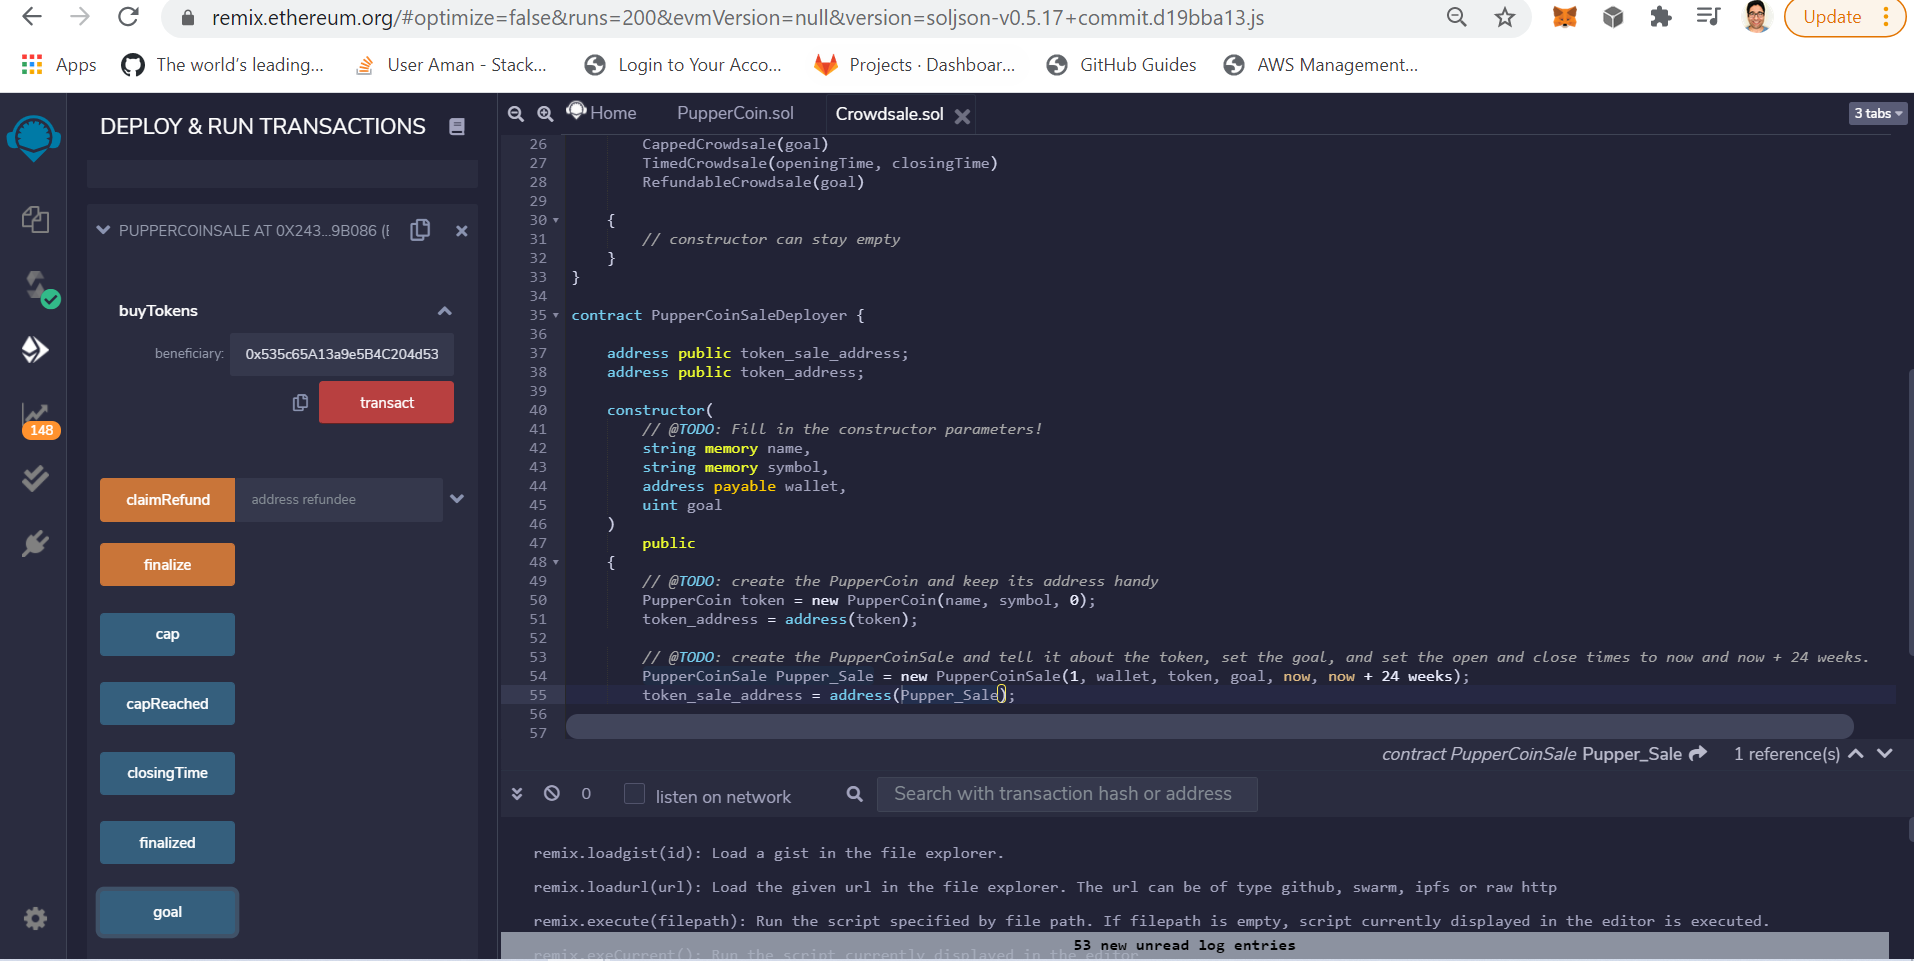 remix.ethereum.org/#optimize=false&runs=200&evmVersion=null&version=soljson-v0.5.17+commit.d19bba13.js
Update
Apps
The world's leading...
User Aman - Stack...
Login to Your Acco...
Projects · Dashboar...
GitHub Guides
AWS Management...
DEPLOY & RUN TRANSACTIONS
PUPPERCOINSALE AT 0X243...9B086 (
buyTokens
beneficiary:
0x535c65A13a9e5B4C204d53
transact
148
claimRefund
address refundee
finalize
cap
capReached
closingTime
finalized
goal
Home
PupperCoin.sol
Crowdsale.sol
3 tabs
26 CappedCrowdsale(goal)
27 TimedCrowdsale(openingTime, closingTime)
28 RefundableCrowdsale(goal)
29
30 {
31 // constructor can stay empty
32 }
33 }
34
35 contract PupperCoinSaleDeployer {
36
37 address public token_sale_address;
38 address public token_address;
39
40 constructor(
41 // @TODO: Fill in the constructor parameters!
42 string memory name,
43 string memory symbol,
44 address payable wallet,
45 uint goal
46 )
47 public
48 {
49 // @TODO: create the PupperCoin and keep its address handy
50 PupperCoin token = new PupperCoin(name, symbol, 0);
51 token_address = address(token);
52
53 // @TODO: create the PupperCoinSale and tell it about the token, set the goal, and set the open and close times to now and now + 24 weeks.
54 PupperCoinSale Pupper_Sale = new PupperCoinSale(1, wallet, token, goal, now, now + 24 weeks);
55 token_sale_address = address(Pupper_Sale);
56
57
contract PupperCoinSale Pupper_Sale
1 reference(s)
0
listen on network
Search with transaction hash or address
remix.loadgist(id): Load a gist in the file explorer.
remix.loadurl(url): Load the given url in the file explorer. The url can be of type github, swarm, ipfs or raw http
remix.execute(filepath): Run the script specified by file path. If filepath is empty, script currently displayed in the editor is executed.
53 new unread log entries
remix.exeCurrent(): Run the script currently displayed in the editor